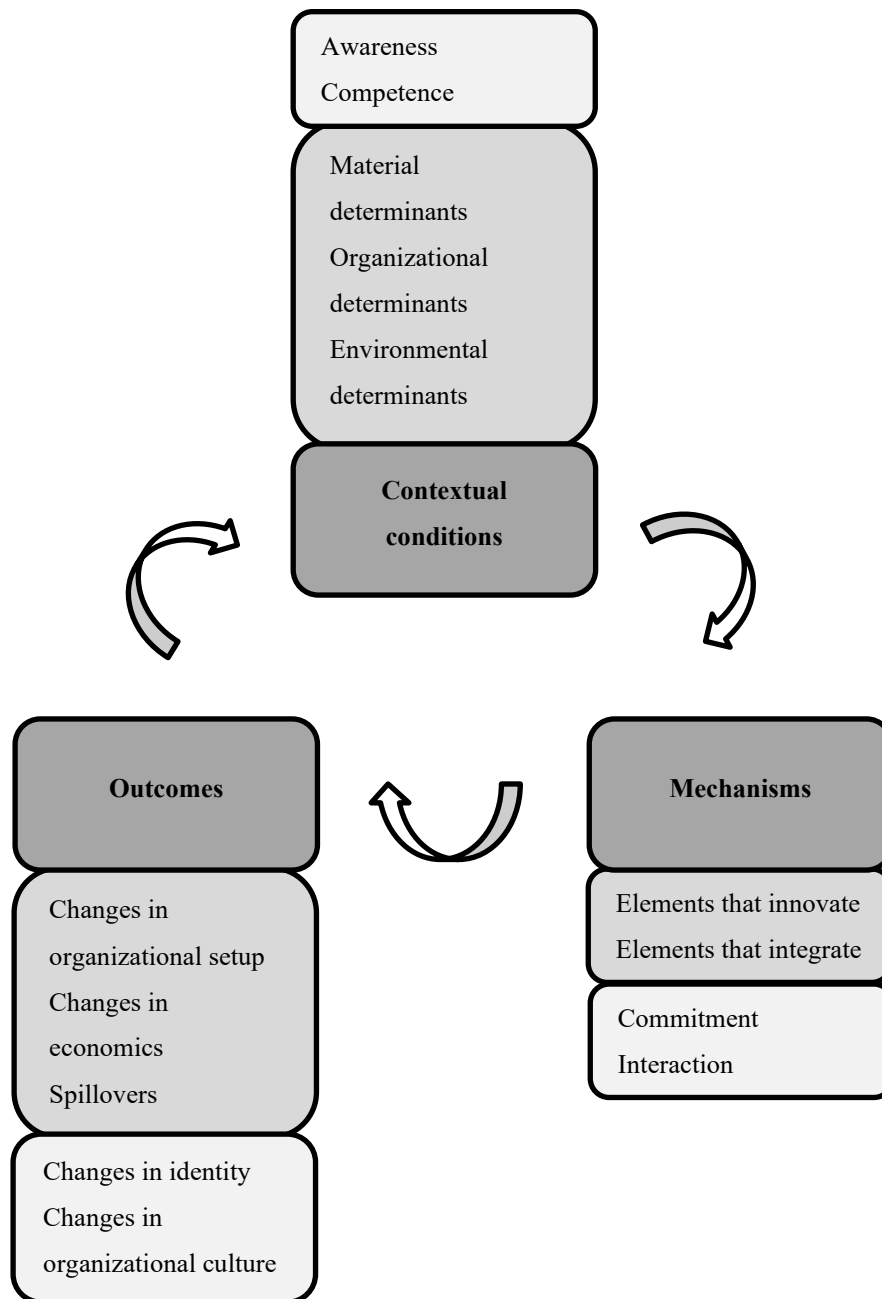 Awareness
Competence
Material
determinants
Organizational
determinants
Environmental
determinants
Contextual
conditions
Outcomes
Changes in
organizational setup
Changes in
economics
Spillovers
Changes in identity
Changes in
organizational culture
Mechanisms
Elements that innovate
Elements that integrate
Commitment
Interaction